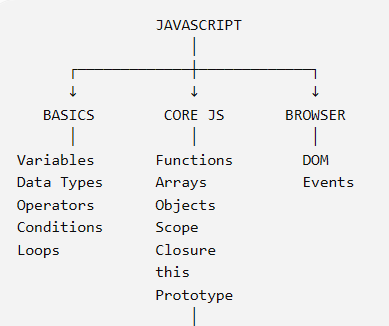 JAVASCRIPT
BASICS CORE JS BROWSER
Variables Functions DOM
Data Types Arrays Events
Operators Objects
Conditions Scope
Loops Closure
this
Prototype